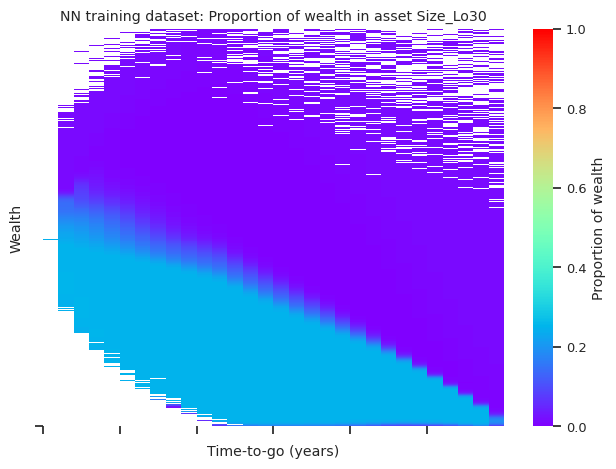 NN training dataset: Proportion of wealth in asset Size_Lo30
1.0
0.8
0.6
0.4
0.2
0.0
Proportion of wealth
Wealth
Time-to-go (years)